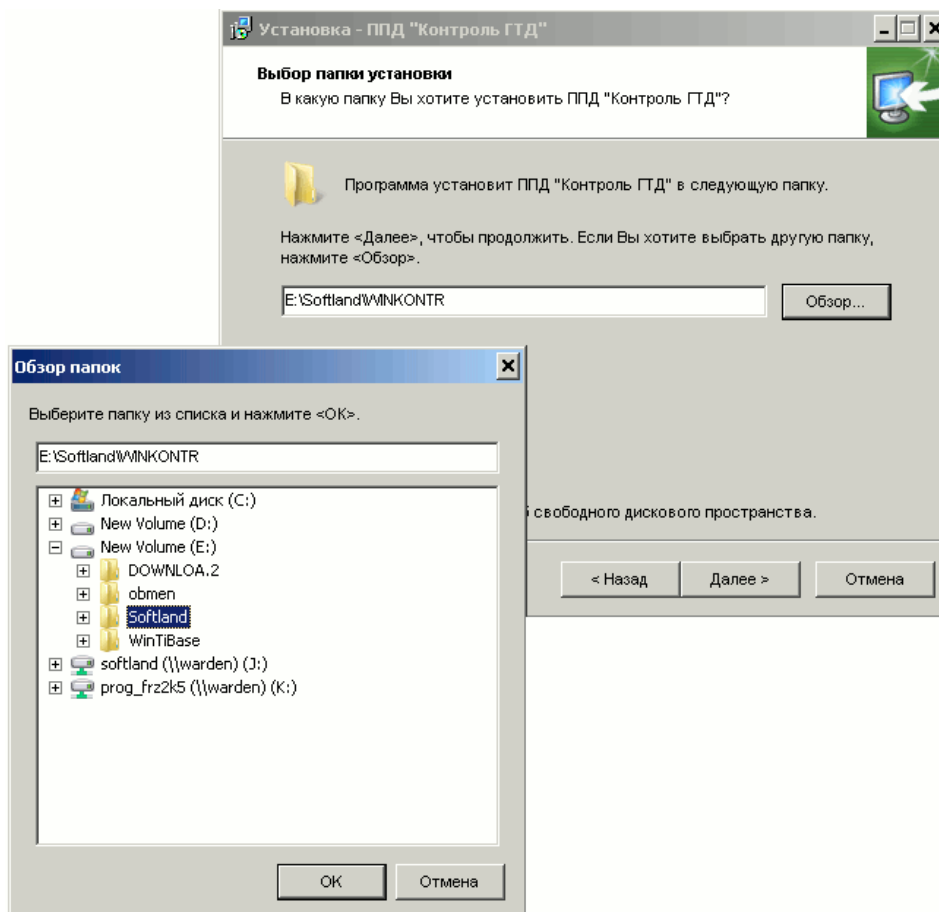 Установка - ППД "Контроль ГТД"
Выбор папки установки
В какую папку Вы хотите установить ППД "Контроль ГТД"?
Программа установит ППД "Контроль ГТД" в следующую папку.
Нажмите <Далее>, чтобы продолжить. Если Вы хотите выбрать другую папку,
нажмите <Обзор>.
E:\Softland\WINKONTR
Обзор...
свободного дискового пространства.
< Назад
Далее >
Отмена
Обзор папок
Выберите папку из списка и нажмите <ОК>.
E:\Softland\WINKONTR
Локальный диск (C:)
New Volume (D:)
New Volume (E:)
DOWNLOA.2
obmen
Softland
WinTiBase
softland (\\warden) (J:)
prog_frz2k5 (\\warden) (K:)
ОК
Отмена